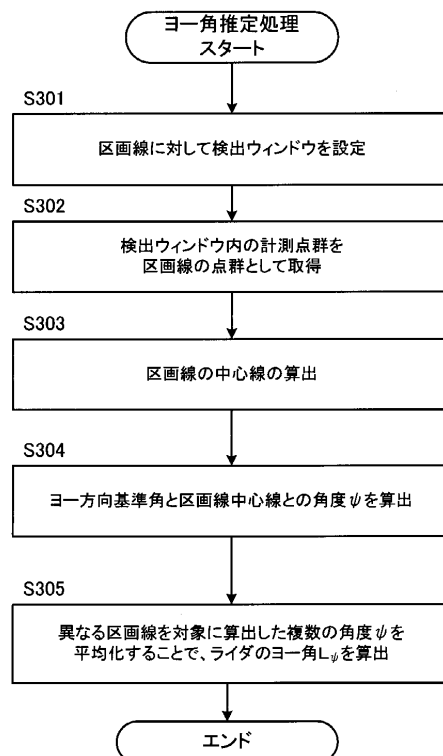 ヨー角推定処理
スタート
S301
区画線に対して検出ウィンドウを設定
S302
検出ウィンドウ内の計測点群を
区画線の点群として取得
S303
区画線の中心線の算出
S304
ヨー方向基準角と区画線中心線との角度ψを算出
S305
異なる区画線を対象に算出した複数の角度ψを
平均化することで、ライダのヨー角Lψを算出
エンド